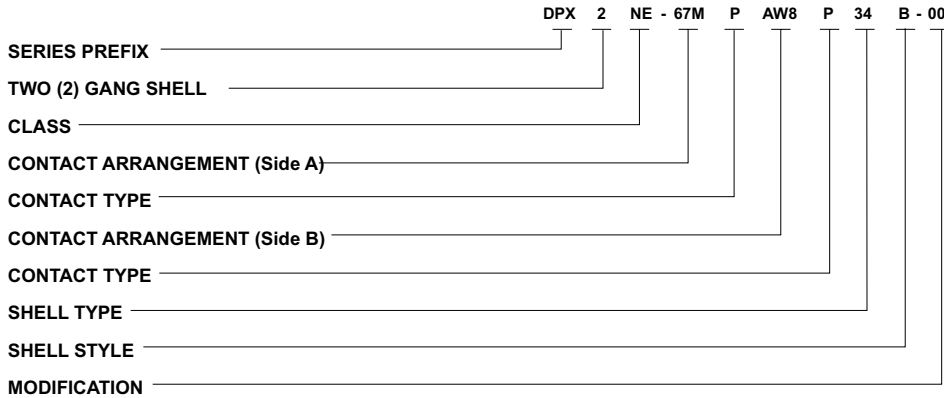 DPX 2 NE - 67M P AW8 P 34 B - 00
SERIES PREFIX
TWO (2) GANG SHELL
CLASS
CONTACT ARRANGEMENT (Side A)
CONTACT TYPE
CONTACT ARRANGEMENT (Side B)
CONTACT TYPE
SHELL TYPE
SHELL STYLE
MODIFICATION